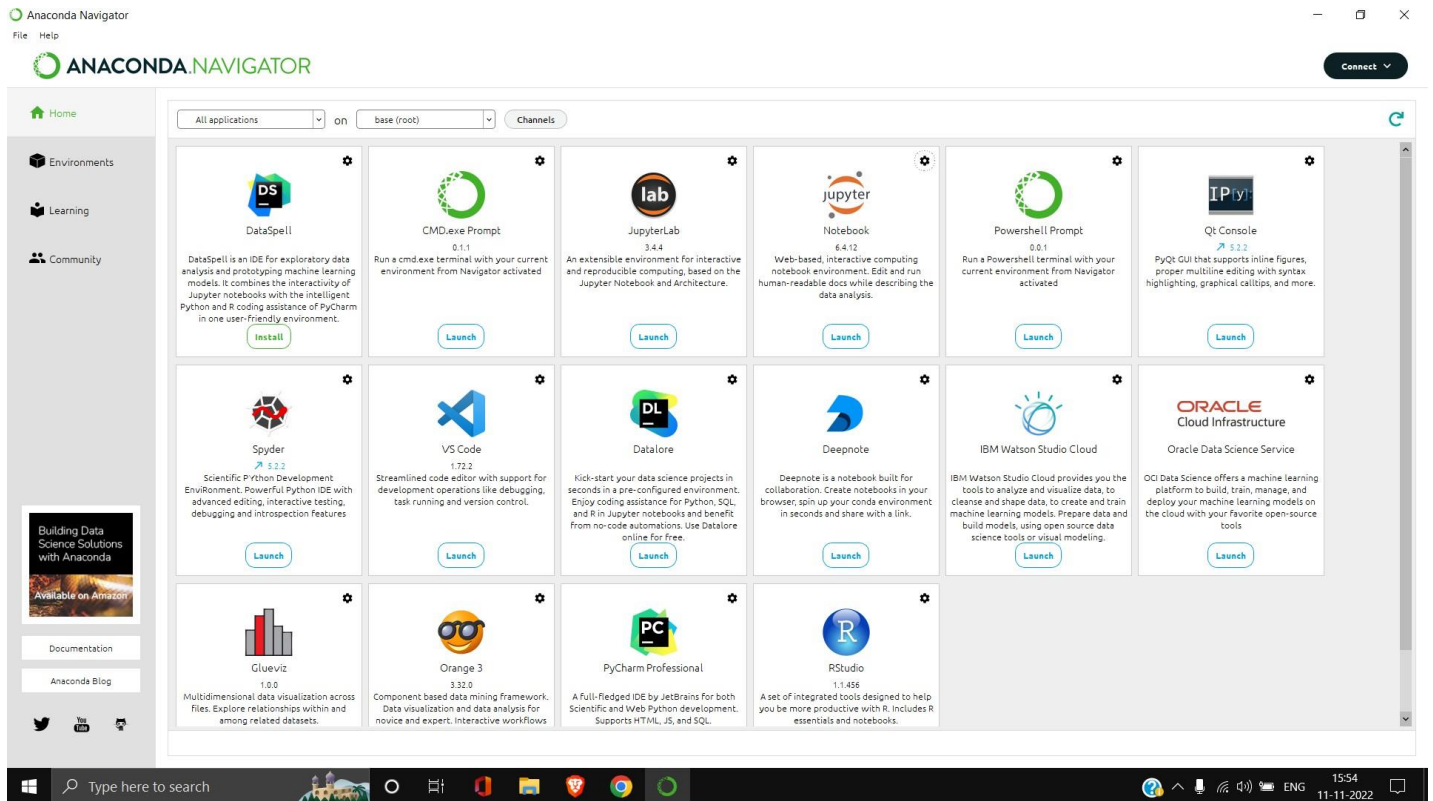 Anaconda Navigator
File Help
ANACONDA.NAVIGATOR
Connect
Home
Environments
Learning
Community
Building Data
Science Solutions
with Anaconda
Available on Amazon
Documentation
Anaconda Blog
You
Tube
All applications on base (root) Channels
DS
DataSpell
DataSpell is an IDE for exploratory data
analysis and prototyping machine learning
models. It combines the interactivity of
Jupyter notebooks with the intelligent
Python and R coding assistance of PyCharm
in one user-friendly environment.
Install
CMD.exe Prompt
0.1.1
Run a cmd.exe terminal with your current
environment from Navigator activated
Launch
lab
JupyterLab
3.4.4
An extensible environment for interactive
and reproducible computing, based on the
Jupyter Notebook and Architecture.
Launch
jupyter
Notebook
6.4.12
Web-based, interactive computing
notebook environment. Edit and run
human-readable docs while describing the
data analysis.
Launch
Powershell Prompt
0.0.1
Run a Powershell terminal with your
current environment from Navigator
activated
Launch
IP[y]:
Qt Console
5.2.2
PyQt GUI that supports inline figures,
proper multiline editing with syntax
highlighting, graphical calltips, and more.
Launch
Spyder
5.2.2
Scientific PYthon Development
EnviRonment. Powerful Python IDE with
advanced editing, interactive testing,
debugging and introspection features
Launch
VS Code
1.72.2
Streamlined code editor with support for
development operations like debugging,
task running and version control.
Launch
DL
Datalore
Kick-start your data science projects in
seconds in a pre-configured environment.
Enjoy coding assistance for Python, SQL,
and R in Jupyter notebooks and benefit
from no-code automations. Use Datalore
online for free.
Launch
Deepnote
Deepnote is a notebook built for
collaboration. Create notebooks in your
browser, spin up your conda environment
in seconds and share with a link.
Launch
IBM Watson Studio Cloud
IBM Watson Studio Cloud provides you the
tools to analyze and visualize data, to
cleanse and shape data, to create and train
machine learning models. Prepare data and
build models, using open source data
science tools or visual modeling.
Launch
ORACLE
Cloud Infrastructure
Oracle Data Science Service
OCI Data Science offers a machine learning
platform to build, train, manage, and
deploy your machine learning models on
the cloud with your favorite open-source
tools
Launch
Glueviz
1.0.0
Multidimensional data visualization across
files. Explore relationships within and
among related datasets.
Orange 3
3.32.0
Component based data mining framework.
Data visualization and data analysis for
novice and expert. Interactive workflows
PC
PyCharm Professional
A full-fledged IDE by JetBrains for both
Scientific and Web Python development.
Supports HTML, JS, and SQL.
R
RStudio
1.1.456
A set of integrated tools designed to help
you be more productive with R. Includes R
essentials and notebooks.
Type here to search
ENG
15:54
11-11-2022